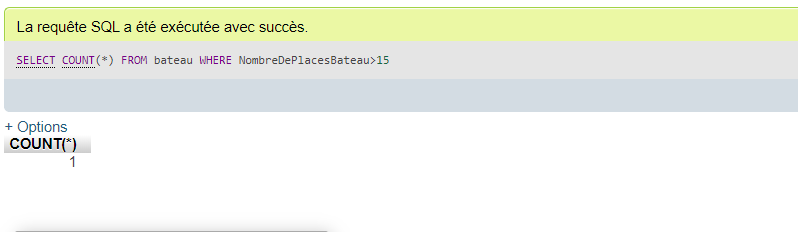 La requête SQL a été exécutée avec succès.
SELECT COUNT(*) FROM bateau WHERE NombreDePlacesBateau>15
+ Options
COUNT(*)
1